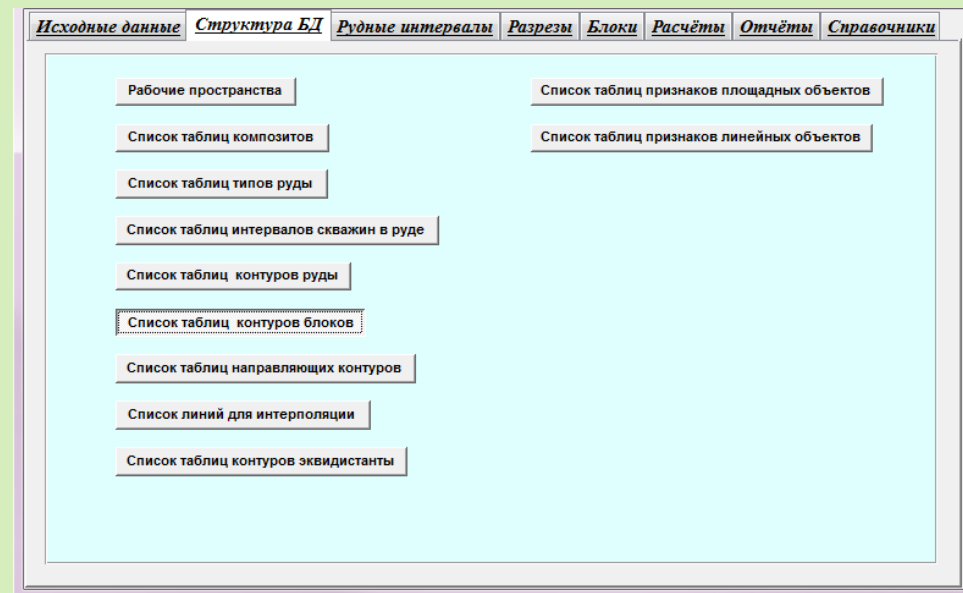 Исходные данные Структура БД Рудные интервалы Разрезы Блоки Расчёты Отчёты Справочники
Рабочие пространства
Список таблиц композитов
Список таблиц типов руды
Список таблиц интервалов скважин в руде
Список таблиц контуров руды
Список таблиц контуров блоков
Список таблиц направляющих контуров
Список линий для интерполяции
Список таблиц контуров эквидистанты
Список таблиц признаков площадных объектов
Список таблиц признаков линейных объектов